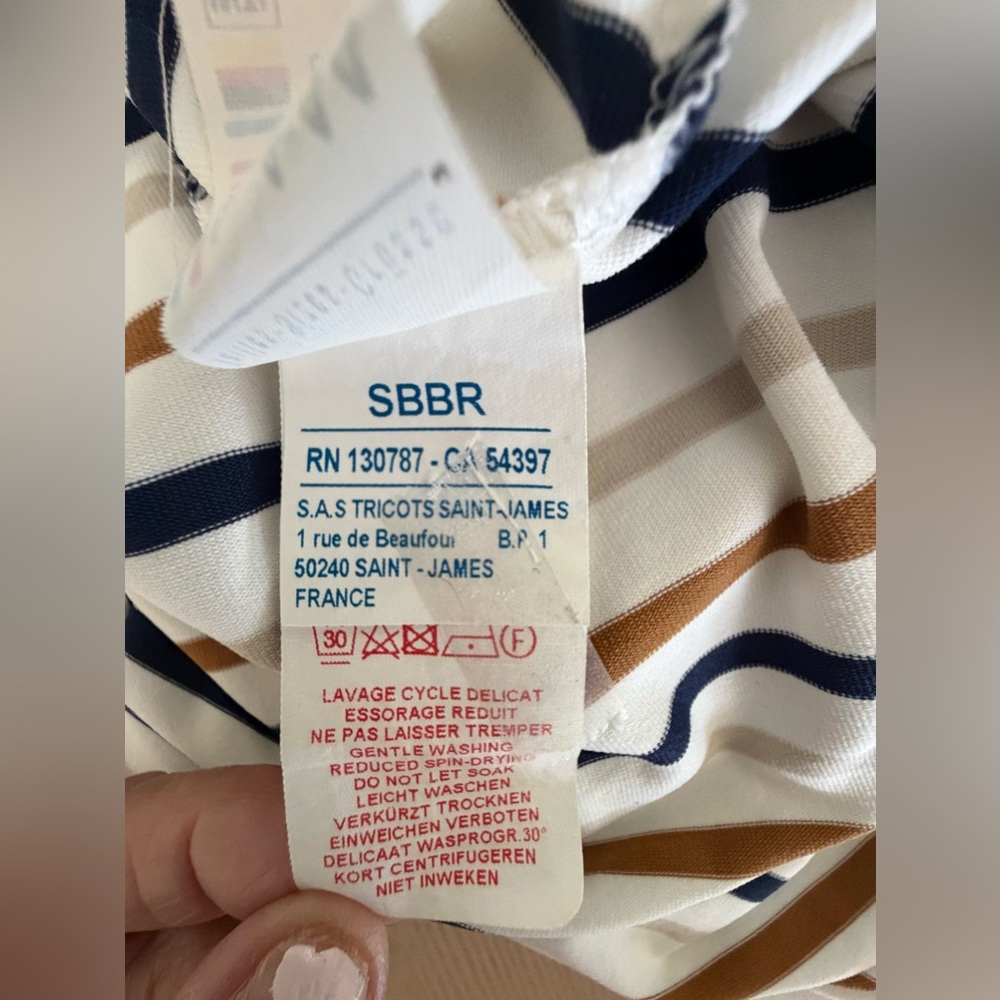 SBBR
RN 130787 - CA 54397
S.A.S TRICOTS SAINT-JAMES
1 rue de Beaufour B.P. 1
50240 SAINT - JAMES
FRANCE
30 F
LAVAGE CYCLE DELICAT
ESSORAGE REDUIT
NE PAS LAISSER TREMPER
GENTLE WASHING
REDUCED SPIN-DRYING
DO NOT LET SOAK
LEICHT WASCHEN
VERKÜRZT TROCKNEN
EINWEICHEN VERBOTEN
DELICAAT WASPROGR.30°
KORT CENTRIFUGEREN
NIET INWEKEN